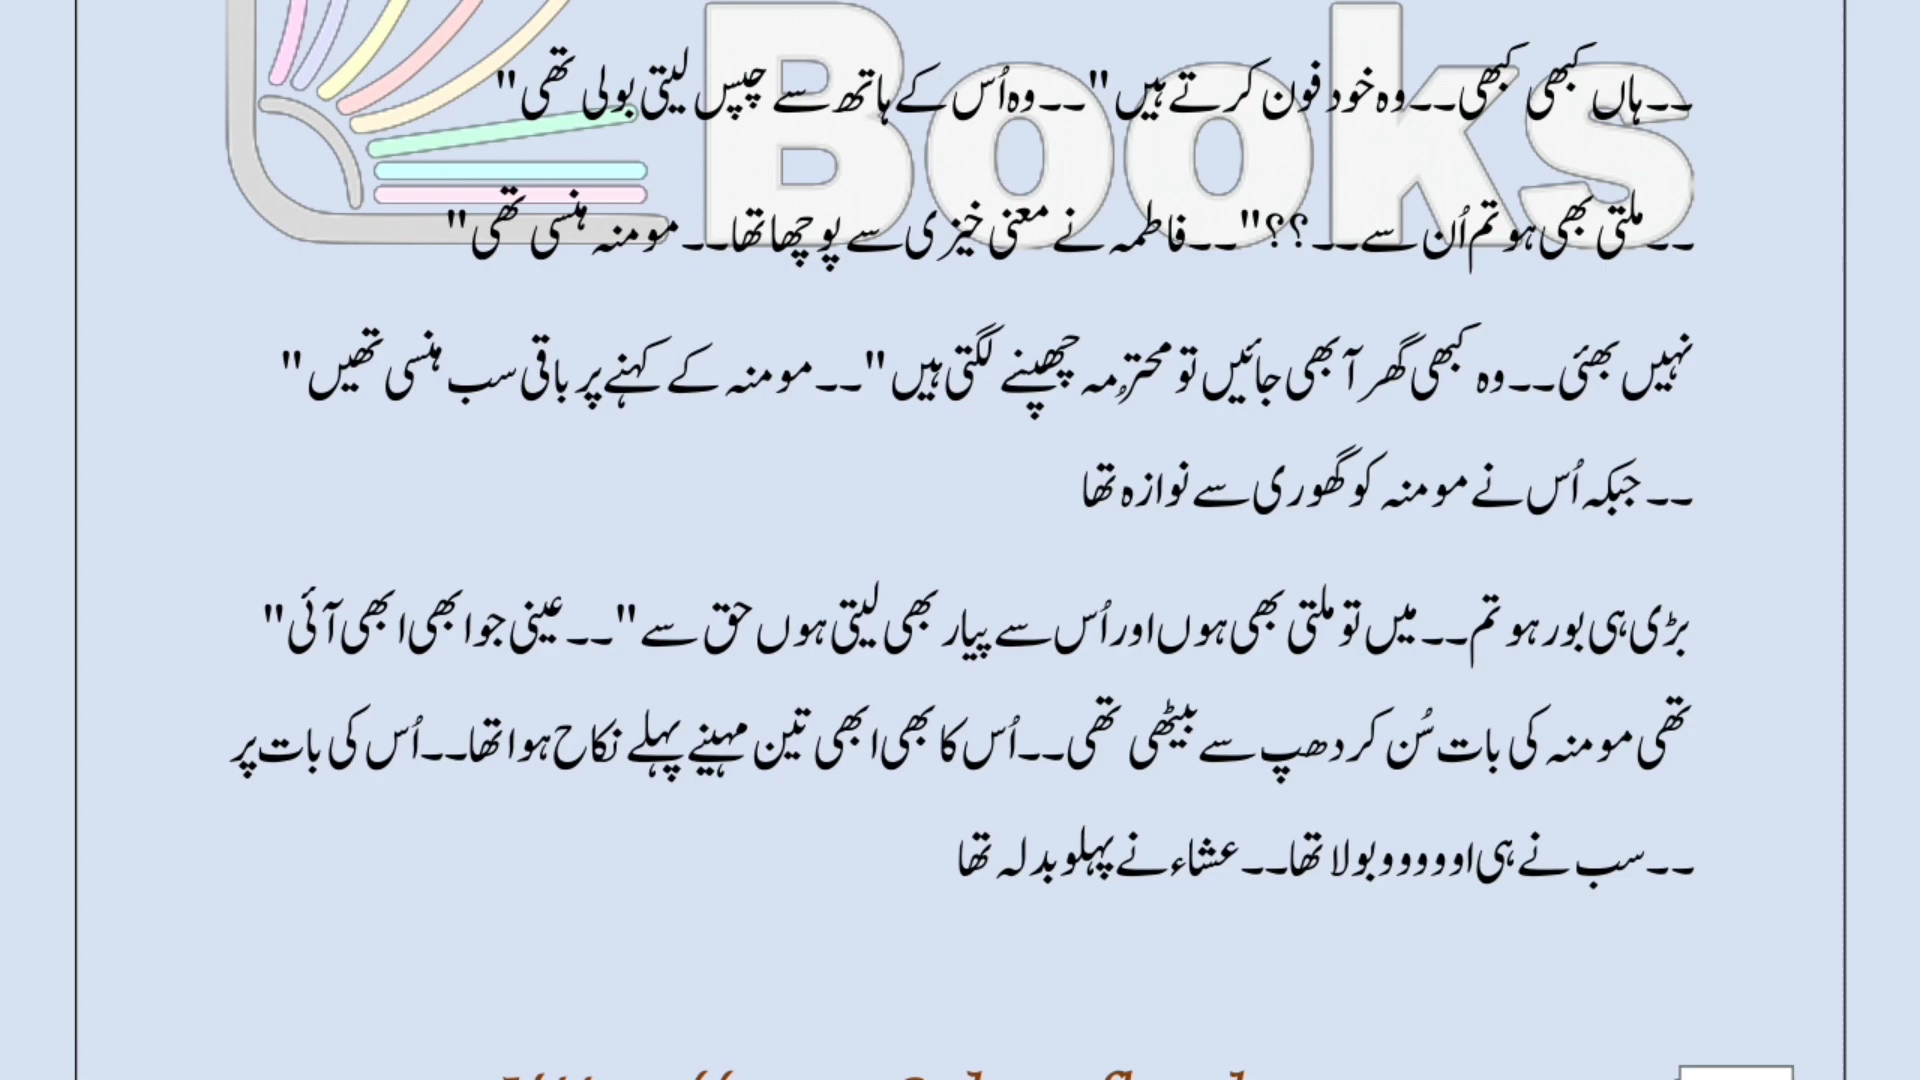 Books
۔۔ہاں کبھی کبھی۔۔وہ خود فون کرتے ہیں"۔۔وہ اُس کے ہاتھ سے چپس لیتی بولی تھی"
۔۔ملتی بھی ہو تم اُن سے۔۔؟؟"۔۔فاطمہ نے معنی خیزی سے پوچھا تھا۔۔مومنہ ہنسی تھی"
نہیں بھئی۔۔وہ کبھی گھر آ بھی جائیں تو محترمہ چھپنے لگتی ہیں"۔۔مومنہ کے کہنے پر باقی سب ہنسی تھیں"
۔۔جبکہ اُس نے مومنہ کو گھوری سے نوازہ تھا
بڑی ہی بور ہو تم۔۔میں تو ملتی بھی ہوں اور اُس سے پیار بھی لیتی ہوں حق سے"۔۔عینی جو ابھی ابھی آئی"
تھی مومنہ کی بات سُن کر دھپ سے بیٹھی تھی۔۔اُس کا بھی ابھی تین مہینے پہلے نکاح ہوا تھا۔۔اُس کی بات پر
۔۔سب نے ہی اوووووو بولا تھا۔۔عشاء نے پہلو بدلہ تھا